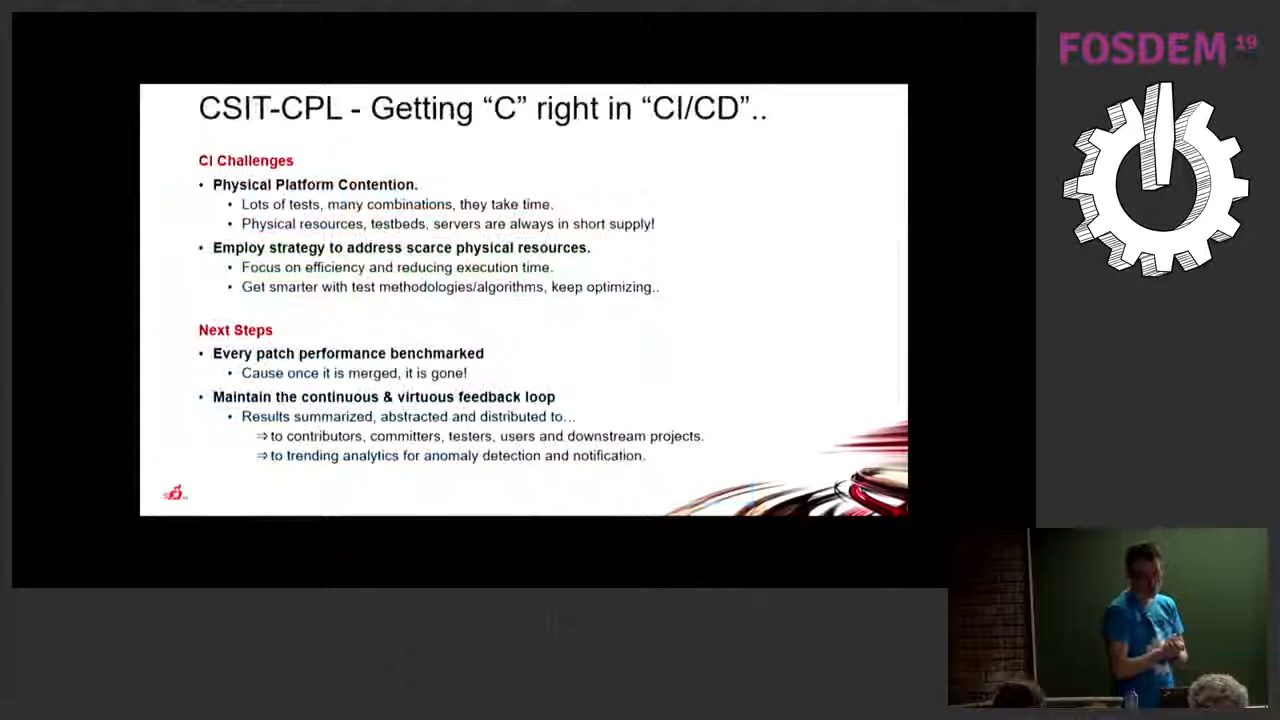 FOSDEM 19
CSIT-CPL - Getting “C” right in “CI/CD”..
CI Challenges
• Physical Platform Contention.
• Lots of tests, many combinations, they take time.
• Physical resources, testbeds, servers are always in short supply!
• Employ strategy to address scarce physical resources.
• Focus on efficiency and reducing execution time.
• Get smarter with test methodologies/algorithms, keep optimizing..
Next Steps
• Every patch performance benchmarked
• Cause once it is merged, it is gone!
• Maintain the continuous & virtuous feedback loop
• Results summarized, abstracted and distributed to…
⇒ to contributors, committers, testers, users and downstream projects.
⇒ to trending analytics for anomaly detection and notification.